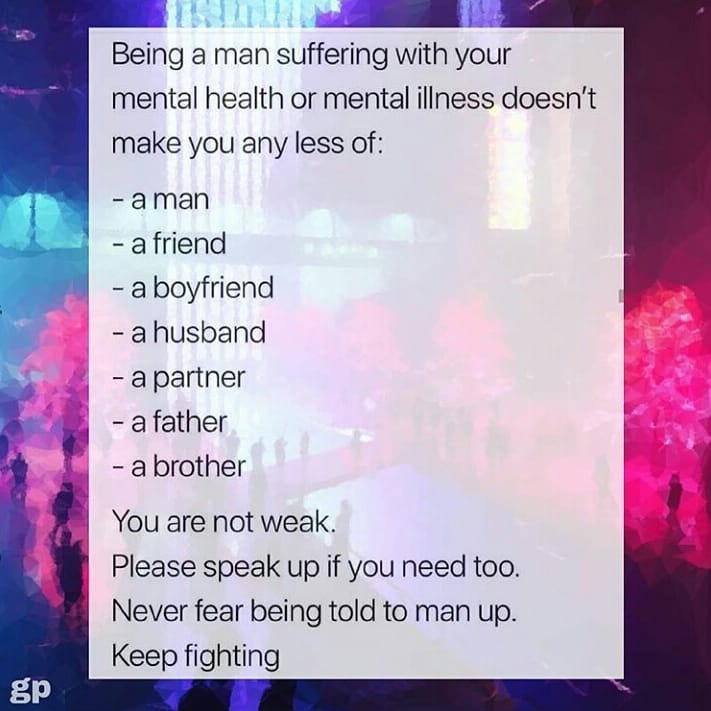 Being a man suffering with your
mental health or mental illness doesn't
make you any less of:
- a man
- a friend
- a boyfriend
- a husband
- a partner
- a father
- a brother
You are not weak.
Please speak up if you need too.
Never fear being told to man up.
Keep fighting
gp